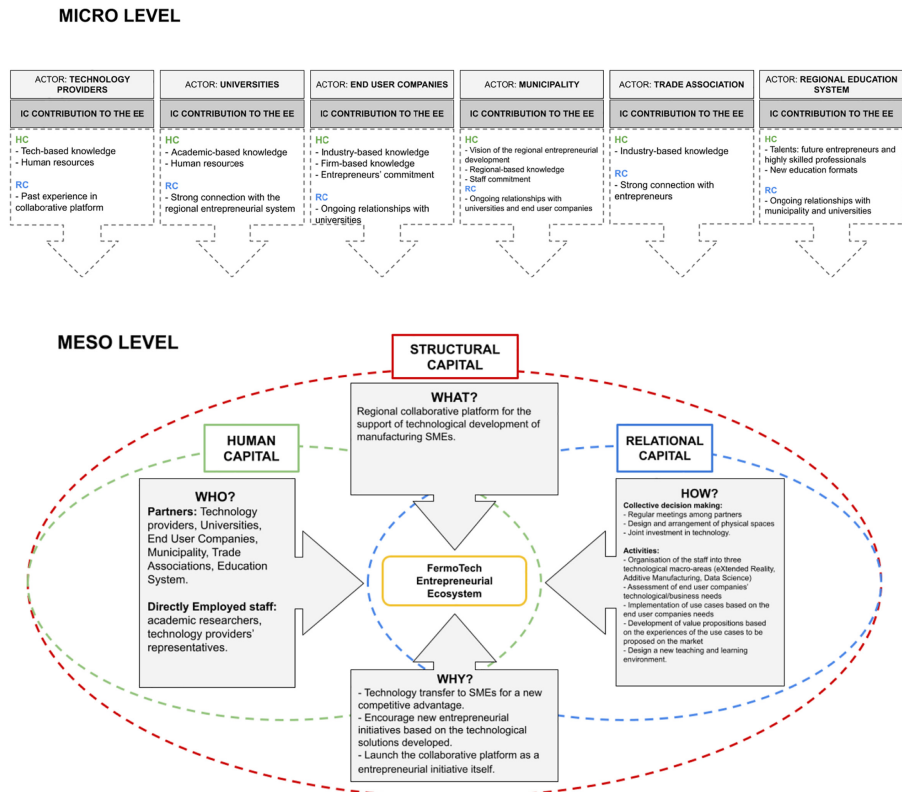 MICRO LEVEL
ACTOR: TECHNOLOGY
PROVIDERS
IC CONTRIBUTION TO THE EE
HC
- Tech-based knowledge
- Human resources
RC
- Past experience in
collaborative platform
ACTOR: UNIVERSITIES
IC CONTRIBUTION TO THE EE
HC
- Academic-based knowledge
- Human resources
RC
- Strong connection with the
regional entrepreneurial system
ACTOR: END USER COMPANIES
IC CONTRIBUTION TO THE EE
HC
- Industry-based knowledge
- Firm-based knowledge
- Entrepreneurs' commitment
RC
- Ongoing relationships with
universities
ACTOR: MUNICIPALITY
IC CONTRIBUTION TO THE EE
HC
- Vision of the regional entrepreneurial
development
- Regional-based knowledge
- Staff commitment
RC
- Ongoing relationships with
universities and end user companies
ACTOR: TRADE ASSOCIATION
IC CONTRIBUTION TO THE EE
HC
- Industry-based knowledge
RC
- Strong connection with
entrepreneurs
ACTOR: REGIONAL EDUCATION
SYSTEM
IC CONTRIBUTION TO THE EE
HC
- Talents: future entrepreneurs and
highly skilled professionals
- New education formats
RC
- Ongoing relationships with
municipality and universities
MESO LEVEL
STRUCTURAL
CAPITAL
WHAT?
Regional collaborative platform for the
support of technological development of
manufacturing SMEs.
HUMAN
CAPITAL
WHO?
Partners: Technology
providers, Universities,
End User Companies,
Municipality, Trade
Associations, Education
System.
Directly Employed staff:
academic researchers,
technology providers'
representatives.
FermoTech
Entrepreneurial
Ecosystem
RELATIONAL
CAPITAL
HOW?
Collective decision making:
- Regular meetings among partners
- Design and arrangement of physical spaces
- Joint investment in technology.
Activities:
- Organisation of the staff into three
technological macro-areas (eXtended Reality,
Additive Manufacturing, Data Science)
- Assessment of end user companies'
technological/business needs
- Implementation of use cases based on the
end user companies needs
- Development of value propositions based
on the experiences of the use cases to be
proposed on the market
- Design a new teaching and learning
environment.
WHY?
- Technology transfer to SMEs for a new
competitive advantage.
- Encourage new entrepreneurial
initiatives based on the technological
solutions developed.
- Launch the collaborative platform as a
entrepreneurial initiative itself.